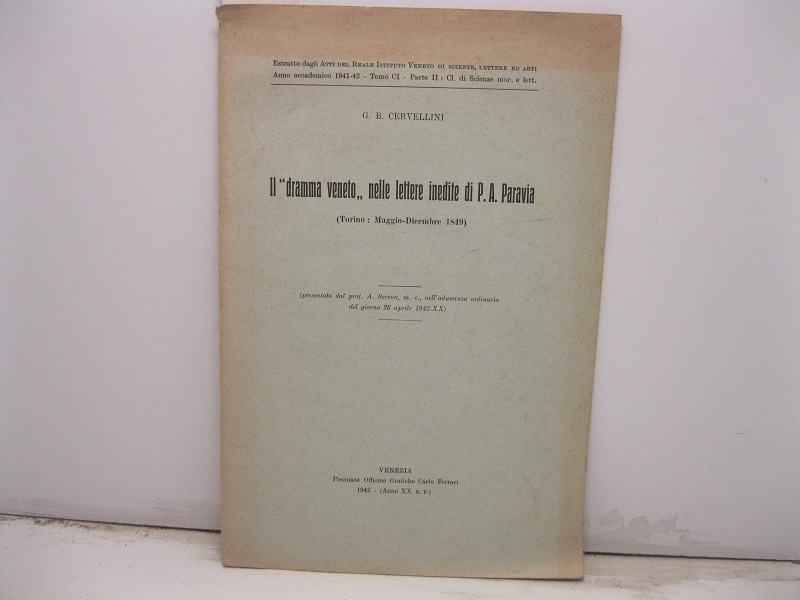 Estratto dagli ATTI DEL REALE ISTITUTO VENETO DI SCIENZE, LETTERE ED ARTI
Anno accademico 1941-42 - Tomo CI - Parte II : Cl. di Scienze mor. e lett.
G. B. CERVELLINI
Il "dramma veneto„ nelle lettere inedite di P. A. Paravia
(Torino : Maggio-Dicembre 1849)
(presentata dal prof. A. Serena, m. e., nell'adunanza ordinaria
del giorno 26 aprile 1942-XX)
VENEZIA
Premiate Officine Grafiche Carlo Ferrari
1942 - (Anno XX E. F.)